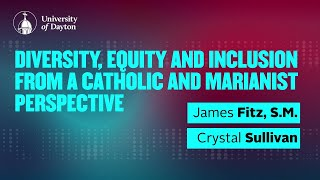 University
of Dayton
DIVERSITY, EQUITY AND INCLUSION
FROM A CATHOLIC AND MARIANIST
PERSPECTIVE
James Fitz, S.M.
Crystal Sullivan